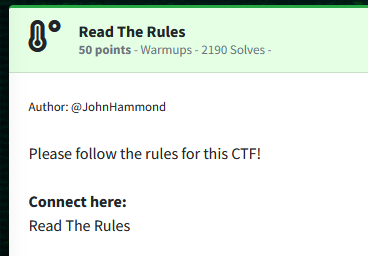 Read The Rules
50 points - Warmups - 2190 Solves -
Author: @JohnHammond
Please follow the rules for this CTF!
Connect here:
Read The Rules